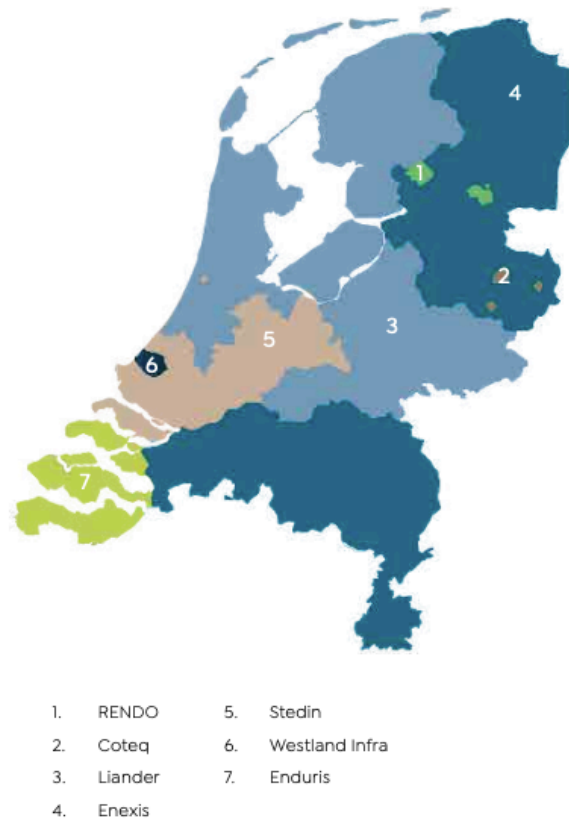 4
1
2
3
5
6
7
1. RENDO 5. Stedin
2. Coteq 6. Westland Infra
3. Liander 7. Enduris
4. Enexis